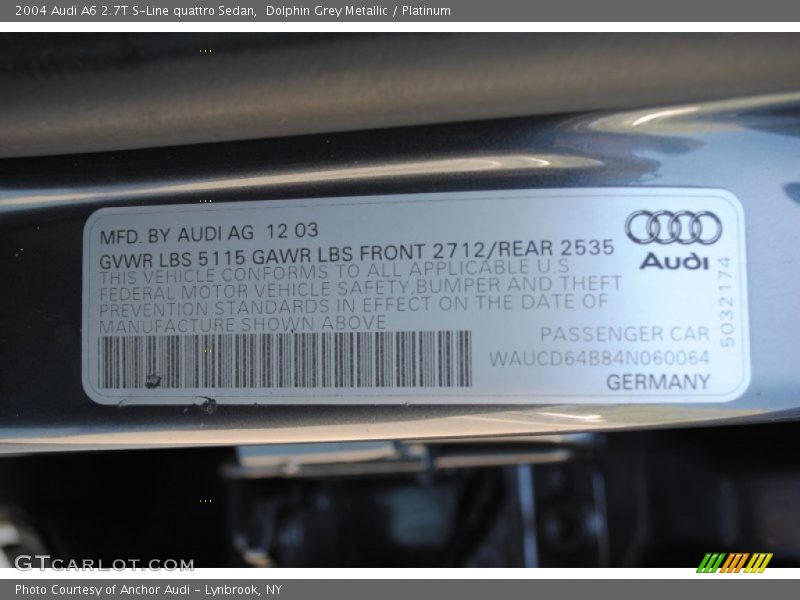 2004 Audi A6 2.7T S-Line quattro Sedan,  Dolphin Grey Metallic / Platinum
MFD. BY AUDI AG 12 03
GVWR LBS 5115 GAWR LBS FRONT 2712/REAR 2535
THIS VEHICLE CONFORMS TO ALL APPLICABLE U S
FEDERAL MOTOR VEHICLE SAFETY,BUMPER AND THEFT
PREVENTION STANDARDS IN EFFECT ON THE DATE OF
MANUFACTURE SHOWN ABOVE
Audi
5032174
PASSENGER CAR
WAUCD64B84N060064
GERMANY
GTCARLOT.COM
Photo Courtesy of Anchor Audi - Lynbrook, NY